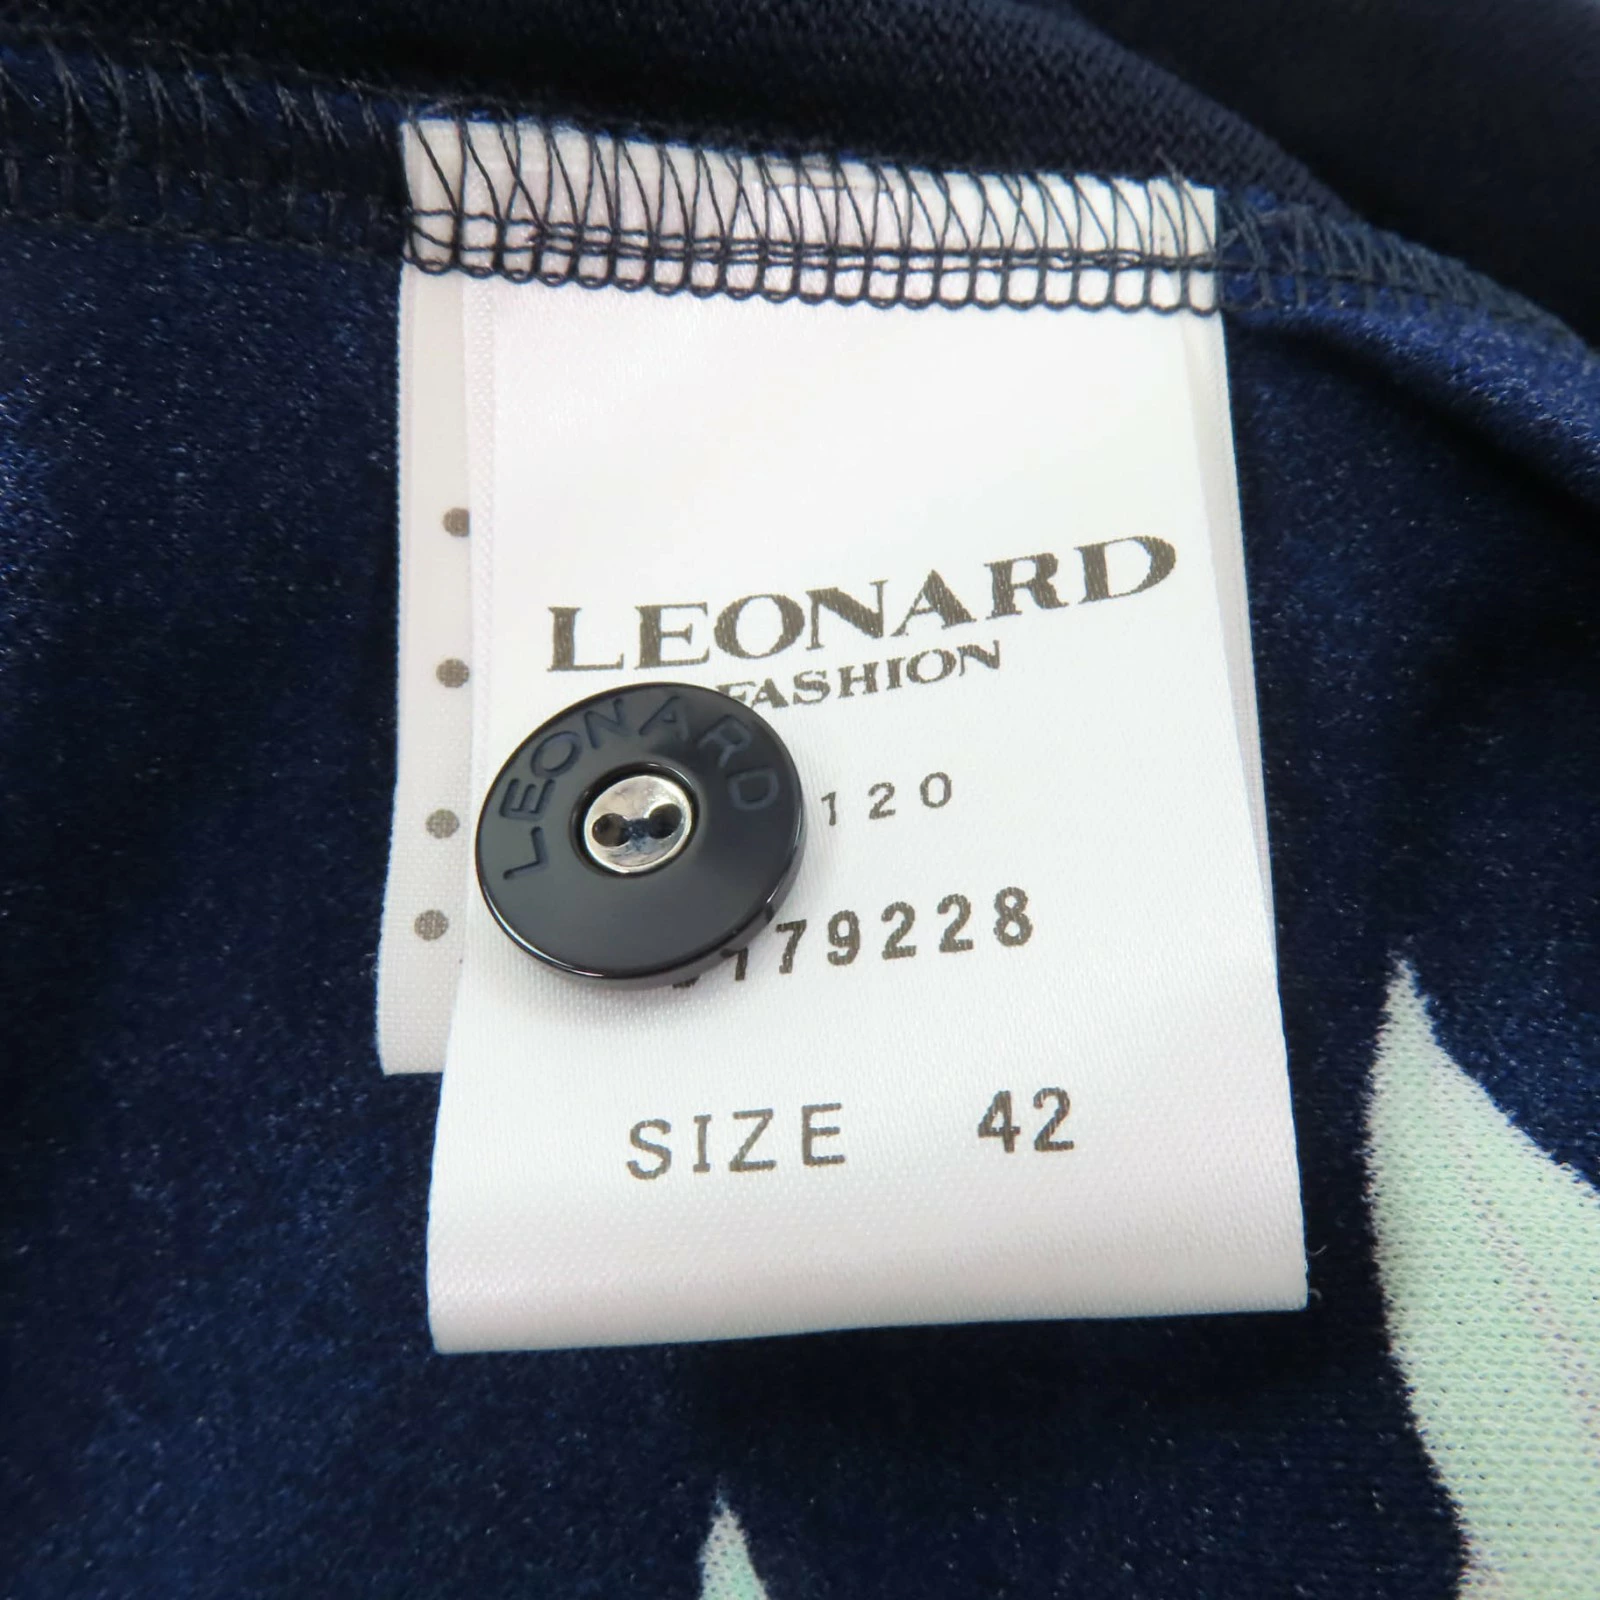 LEONARD
FASHION
LEONARD
120
179228
SIZE 42